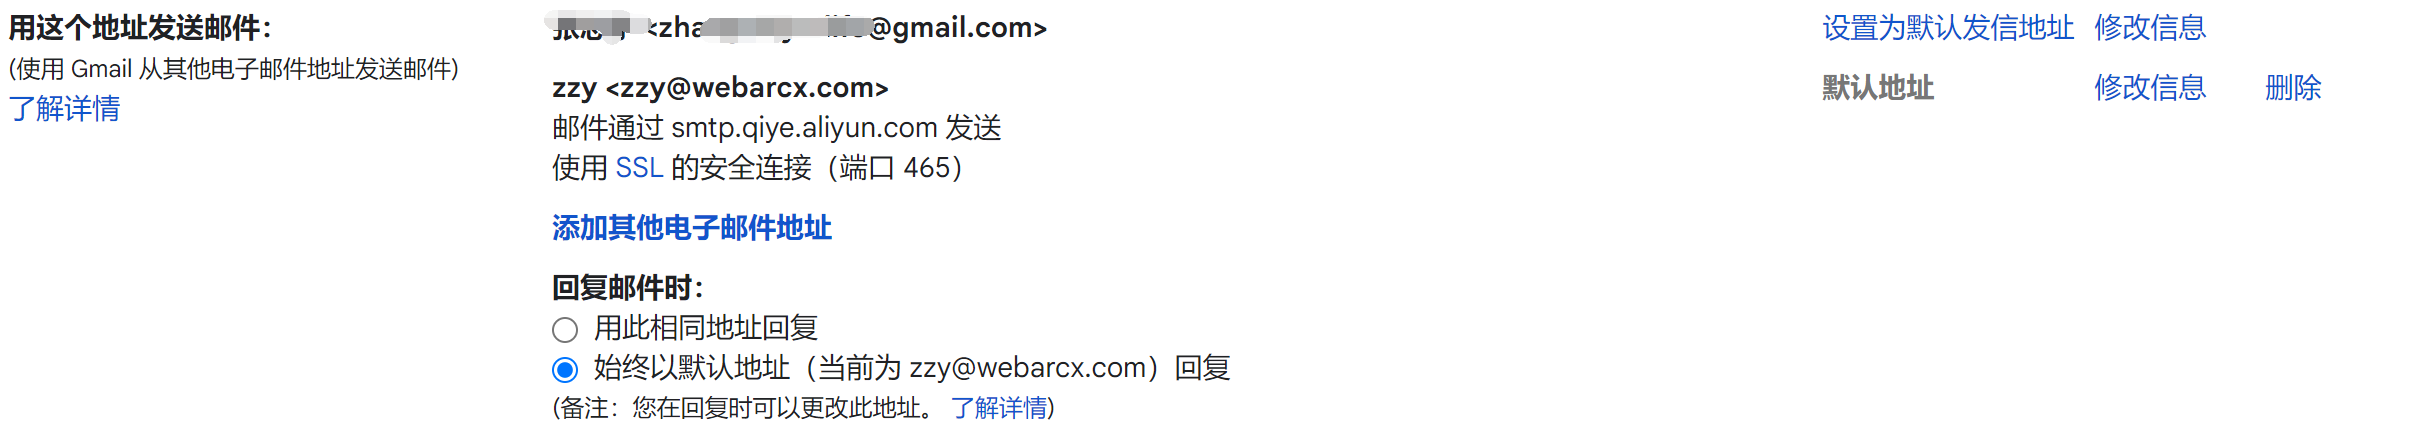 用这个地址发送邮件：
(使用 Gmail 从其他电子邮件地址发送邮件)
了解详情
@gmail.com>
设置为默认发信地址 修改信息
zzy <zzy@webarcx.com>
默认地址 修改信息 删除
邮件通过 smtp.qiye.aliyun.com 发送
使用 SSL 的安全连接（端口 465）
添加其他电子邮件地址
回复邮件时：
用此相同地址回复
始终以默认地址（当前为 zzy@webarcx.com）回复
(备注：您在回复时可以更改此地址。 了解详情)